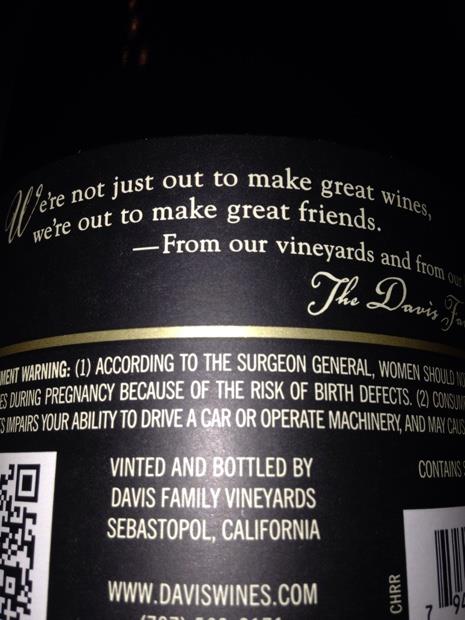 We're not just out to make great wines,
we're out to make great friends.
—From our vineyards and from our
The Davis
WARNING: (1) ACCORDING TO THE SURGEON GENERAL, WOMEN SHOULD
DURING PREGNANCY BECAUSE OF THE RISK OF BIRTH DEFECTS. (2)
IMPAIRS YOUR ABILITY TO DRIVE A CAR OR OPERATE MACHINERY, AND MAY
VINTED AND BOTTLED BY
DAVIS FAMILY VINEYARDS
SEBASTOPOL, CALIFORNIA
CONTAINS
WWW.DAVISWINES.COM
CHRR
7